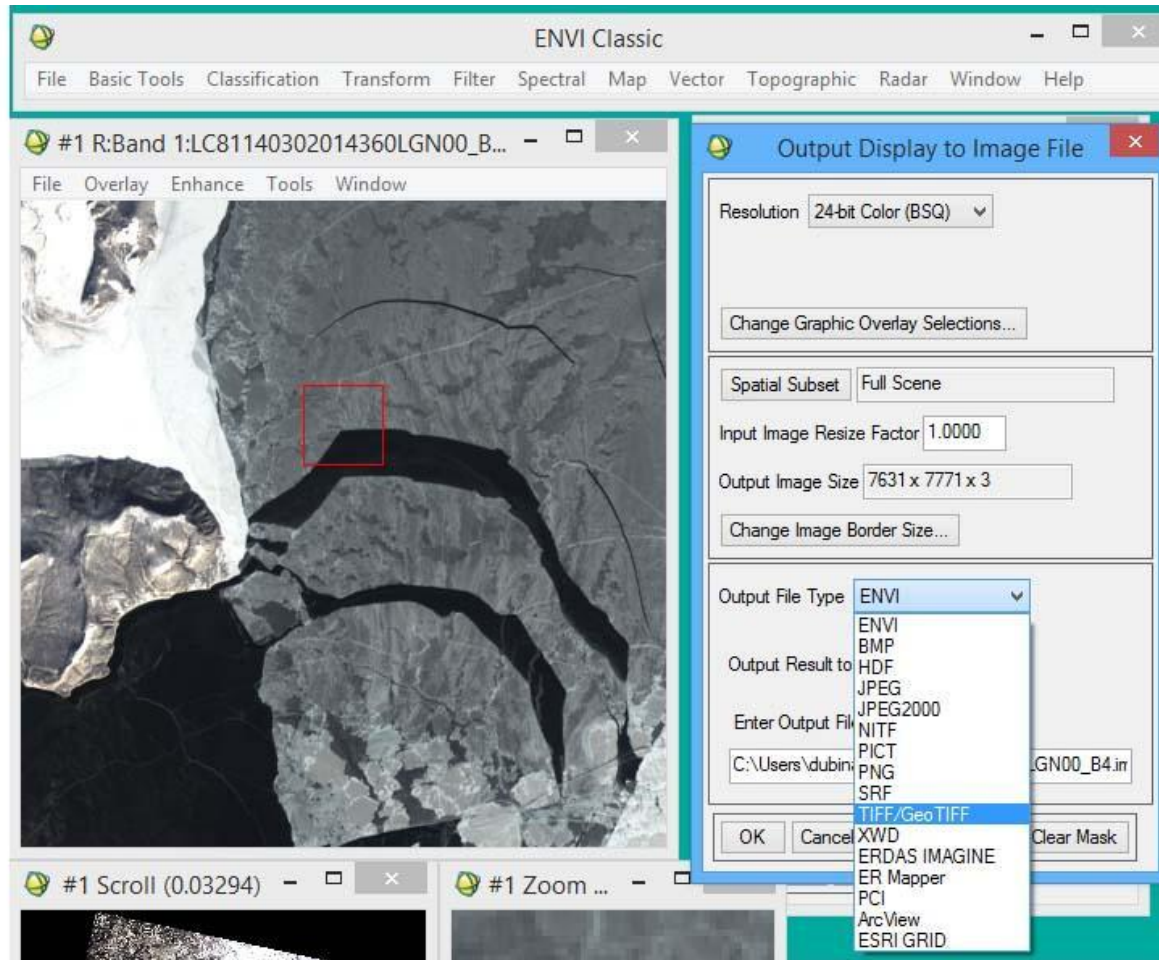 ENVI Classic
File Basic Tools Classification Transform Filter Spectral Map Vector Topographic Radar Window Help
#1 R:Band 1:LC81140302014360LGN00_B...
File Overlay Enhance Tools Window
Output Display to Image File
Resolution 24-bit Color (BSQ)
Change Graphic Overlay Selections...
Spatial Subset Full Scene
Input Image Resize Factor 1.0000
Output Image Size 7631 x 7771 x 3
Change Image Border Size...
Output File Type ENVI
ENVI
BMP
Output Result to HDF
JPEG
JPEG2000
Enter Output Fil NITF
PICT
C:\Users\dubin PNG .GN00_B4.im
SRF
TIFF/GeoTIFF
OK Cancel XWD Clear Mask
ERDAS IMAGINE
ER Mapper
PCI
ArcView
ESRI GRID
#1 Scroll (0.03294)
#1 Zoom ...